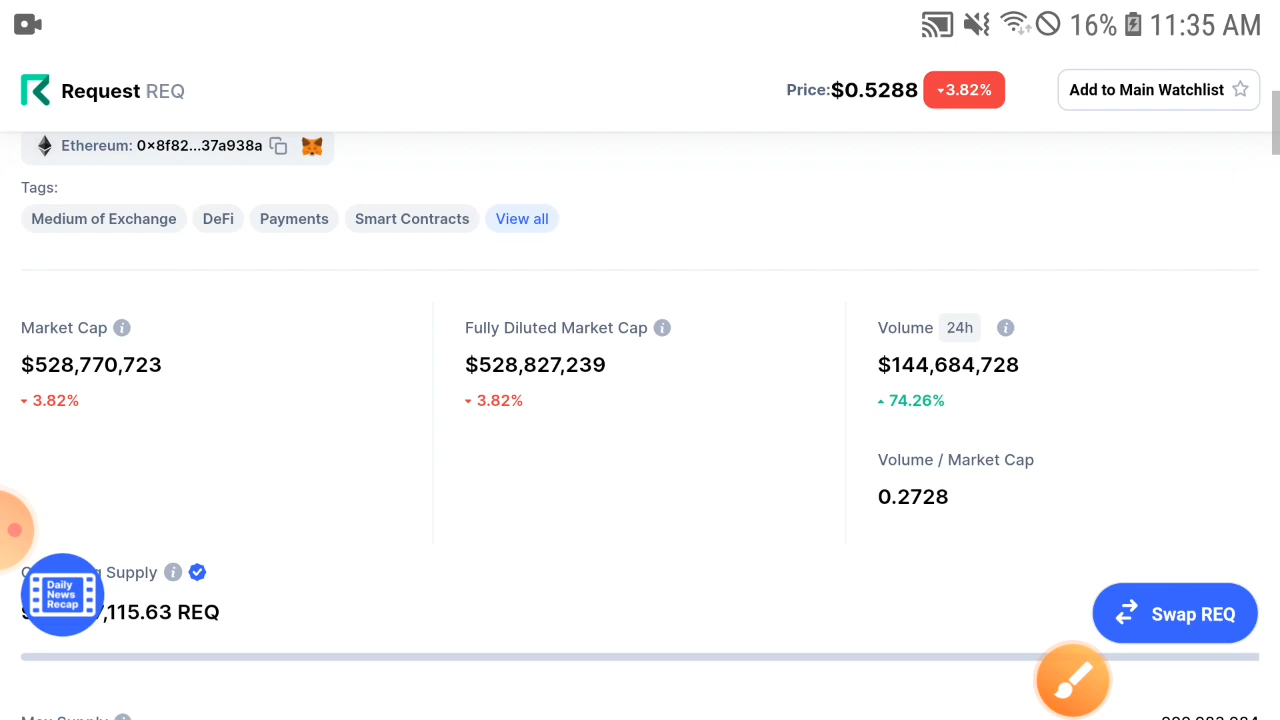 16% 11:35 AM
Request REQ
Price:$0.5288 3.82%
Add to Main Watchlist
Ethereum: 0x8f82...37a938a
Tags:
Medium of Exchange DeFi Payments Smart Contracts View all
Market Cap
$528,770,723
3.82%
Fully Diluted Market Cap
$528,827,239
3.82%
Volume 24h
$144,684,728
74.26%
Volume / Market Cap
0.2728
Supply
Daily
News
Recap
,115.63 REQ
Swap REQ